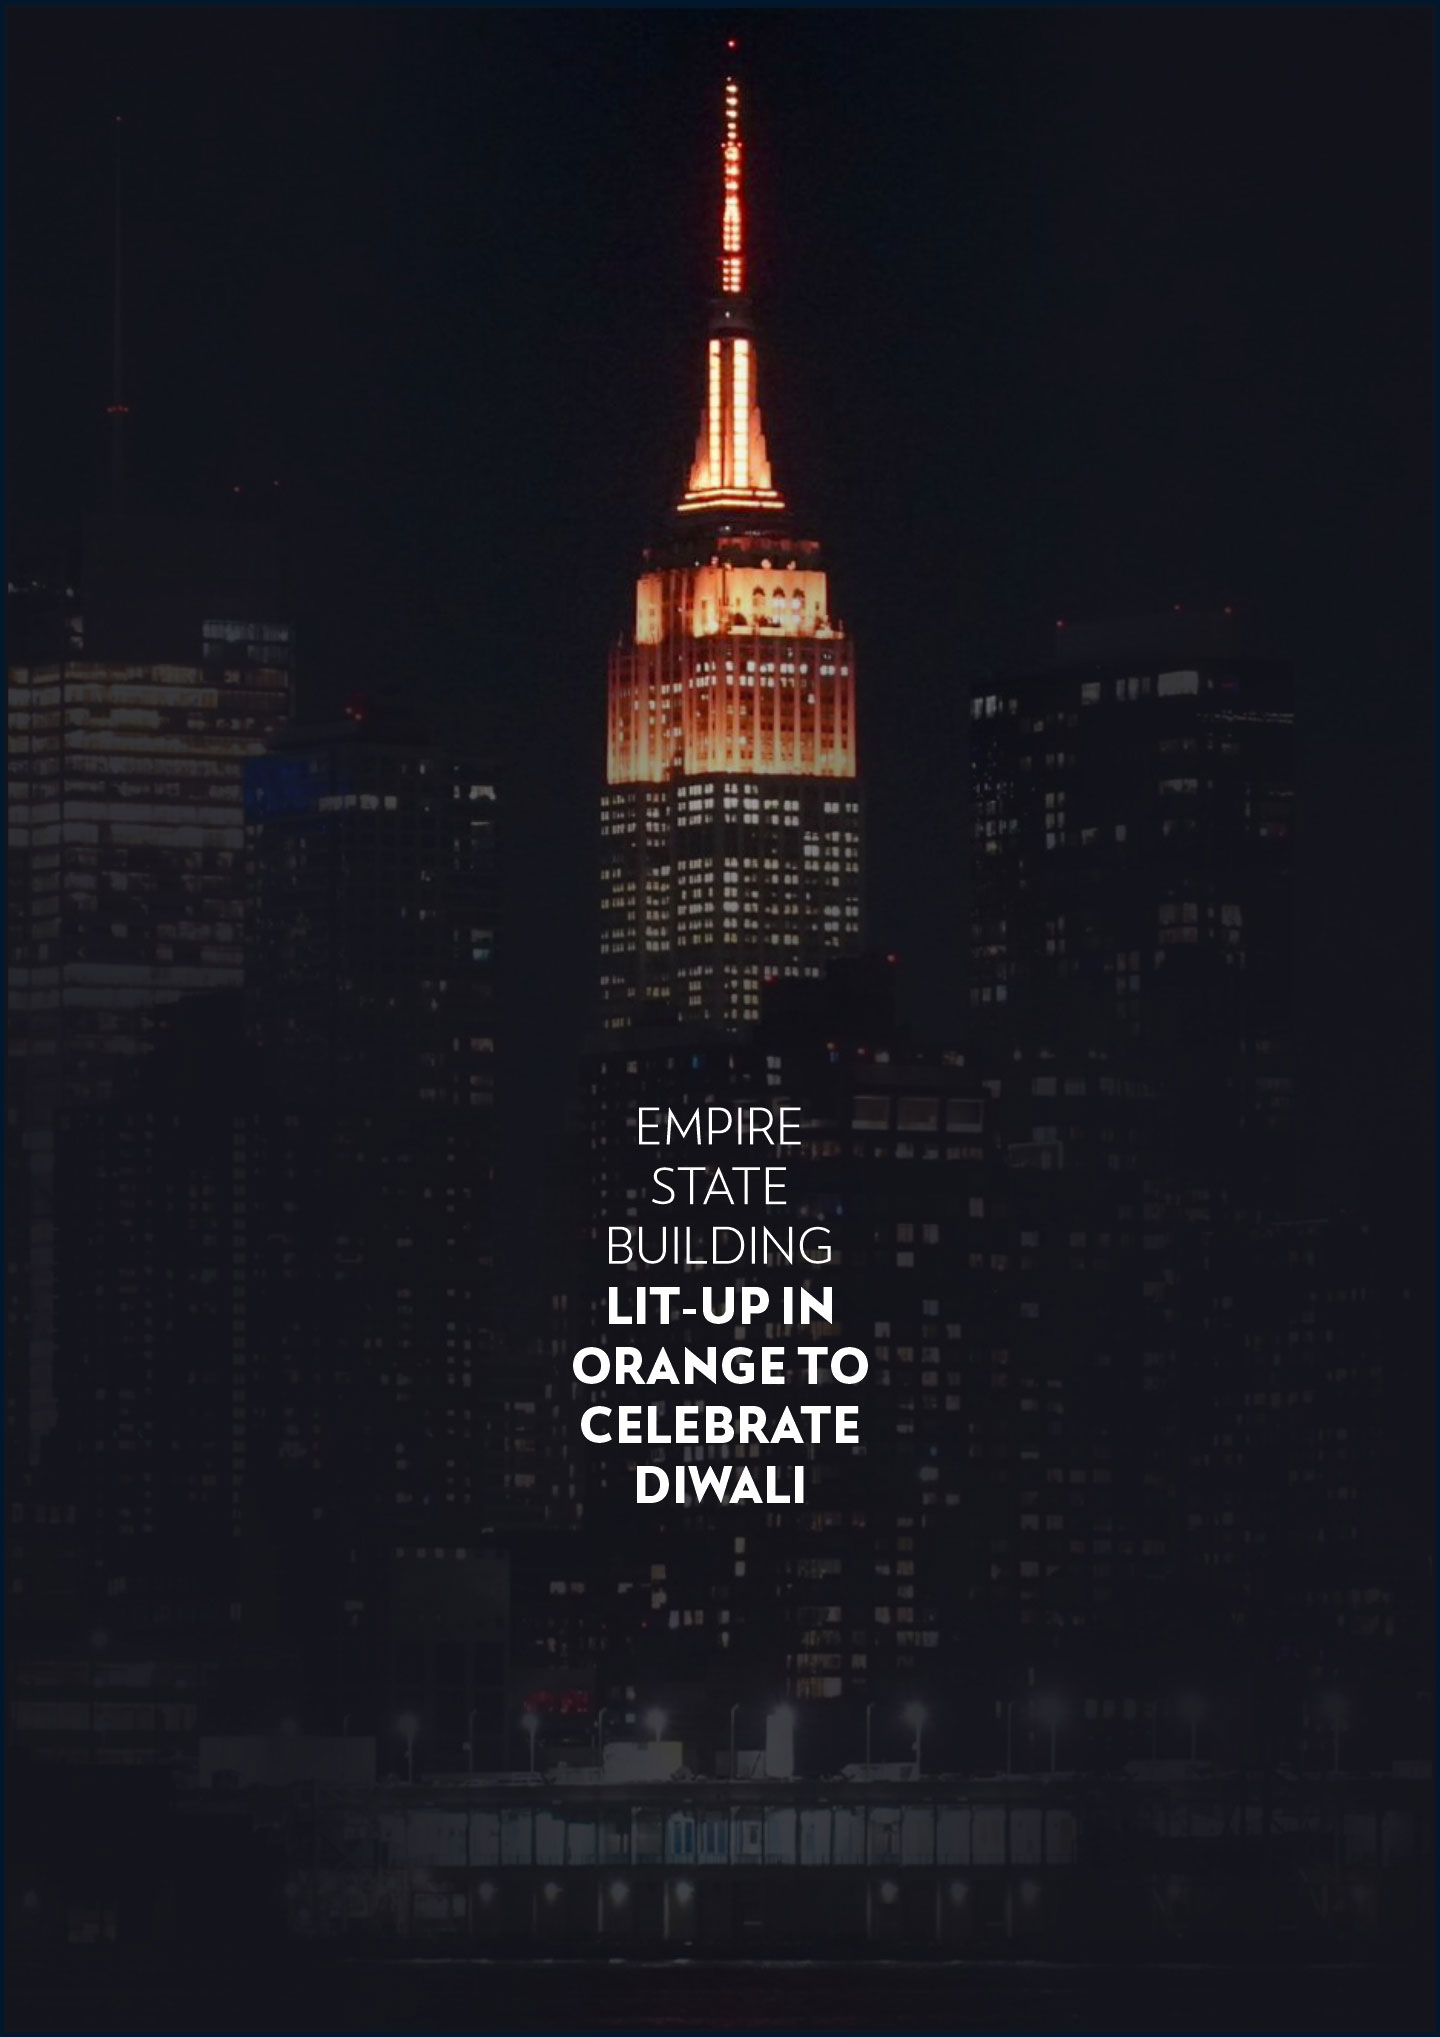 EMPIRE
STATE
BUILDING
LIT-UP IN
ORANGE TO
CELEBRATE
DIWALI